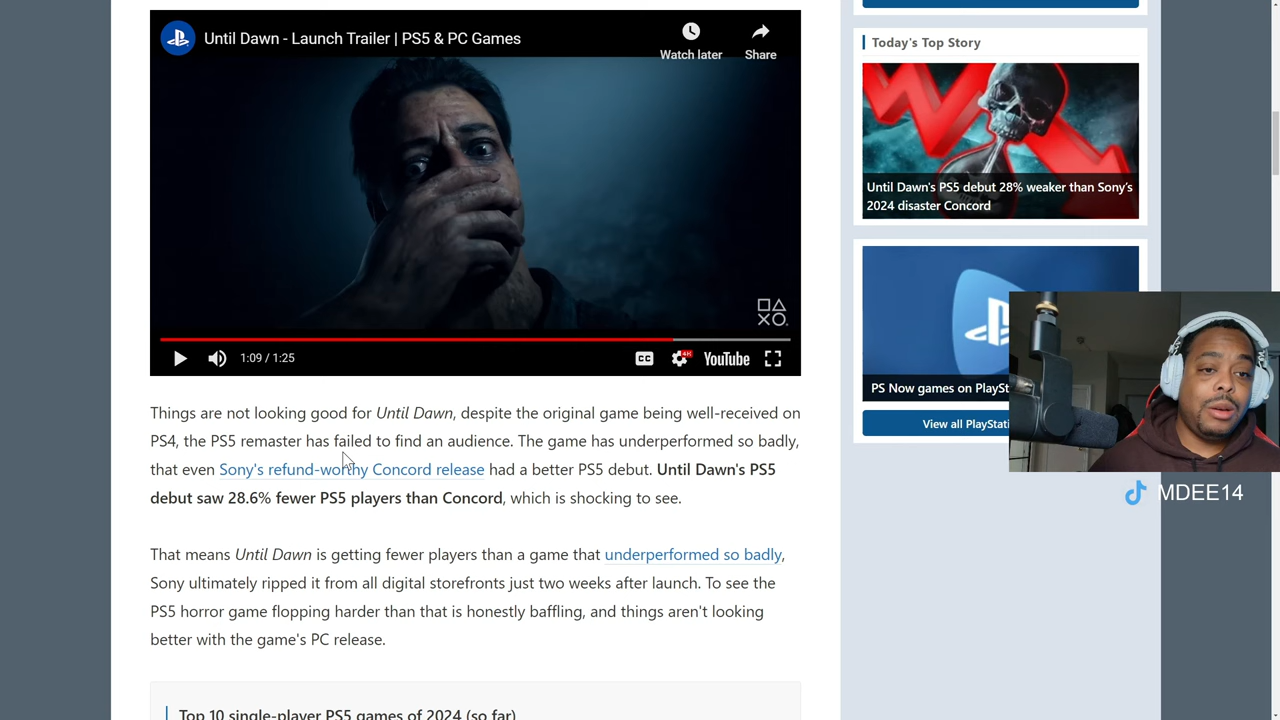 Until Dawn - Launch Trailer | PS5 & PC Games
Watch later
Share
1:09 / 1:25
CC
4K
YouTube
Things are not looking good for Until Dawn, despite the original game being well-received on
PS4, the PS5 remaster has failed to find an audience. The game has underperformed so badly,
that even Sony's refund-worthy Concord release had a better PS5 debut. Until Dawn's PS5
debut saw 28.6% fewer PS5 players than Concord, which is shocking to see.
That means Until Dawn is getting fewer players than a game that underperformed so badly,
Sony ultimately ripped it from all digital storefronts just two weeks after launch. To see the
PS5 horror game flopping harder than that is honestly baffling, and things aren't looking
better with the game's PC release.
Top 10 single-player PS5 games of 2024 (so far)
Today's Top Story
Until Dawn's PS5 debut 28% weaker than Sony's
2024 disaster Concord
PS Now games on PlaySt
View all PlayStati
MDEE14